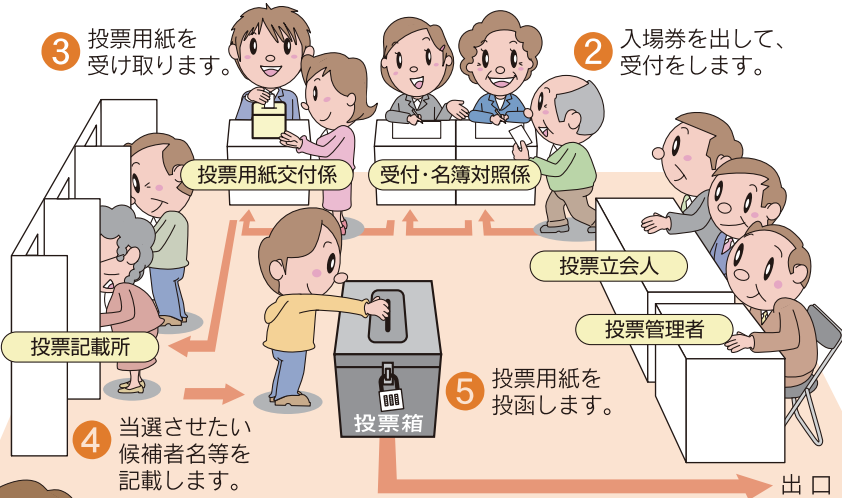 3
投票用紙を
受け取ります。
2
入場券を出して、
受付をします。
投票用紙交付係
受付・名簿対照係
投票立会人
投票管理者
投票記載所
4
当選させたい
候補者名等を
記載します。
投票箱
5
投票用紙を
投函します。
出口